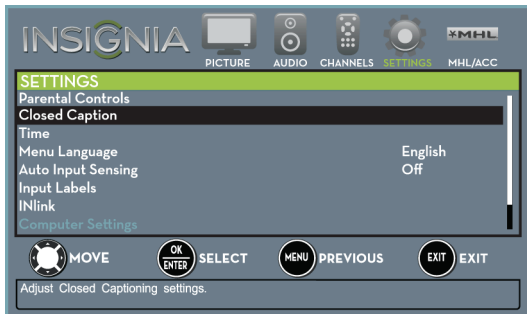 INSIGNIA
PICTURE AUDIO CHANNELS SETTINGS MHL/ACC
MHL
SETTINGS
Parental Controls
Closed Caption
Time
Menu Language English
Auto Input Sensing Off
Input Labels
INlink
Computer Settings
MOVE OK ENTER SELECT MENU PREVIOUS EXIT EXIT
Adjust Closed Captioning settings.